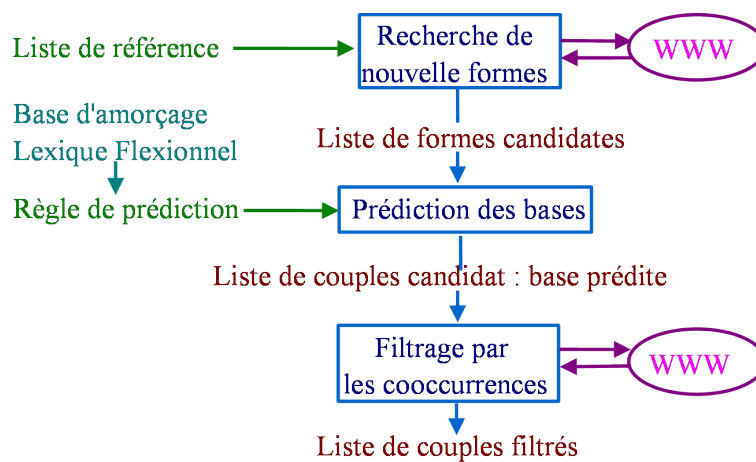 Liste de référence
Recherche de
nouvelle formes
WWW
Base d'amorçage
Lexique Flexionnel
Liste de formes candidates
Règle de prédiction
Prédiction des bases
Liste de couples candidat : base prédite
Filtrage par
les cooccurrences
WWW
Liste de couples filtrés